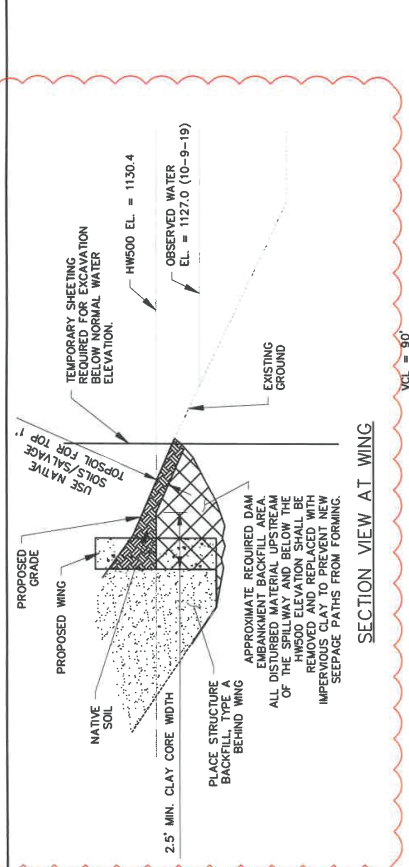 PROPOSED
GRADE
PROPOSED WING
NATIVE
SOIL
2.5' MIN. CLAY CORE WIDTH
PLACE STRUCTURE
BACKFILL, TYPE A
BEHIND WING
USE NATIVE
SOILS/SALVAGE
TOPSOIL FOR TOP 1'
TEMPORARY SHEETING
REQUIRED FOR EXCAVATION
BELOW NORMAL WATER
ELEVATION.
HW500 EL. = 1130.4
OBSERVED WATER
EL. = 1127.0 (10-9-19)
EXISTING
GROUND
APPROXIMATE REQUIRED DAM
EMBANKMENT BACKFILL AREA.
ALL DISTURBED MATERIAL UPSTREAM
OF THE SPILLWAY AND BELOW THE
HW500 ELEVATION SHALL BE
REMOVED AND REPLACED WITH
IMPERVIOUS CLAY TO PREVENT NEW
SEEPAGE PATHS FROM FORMING.
SECTION VIEW AT WING
VCL = 90'